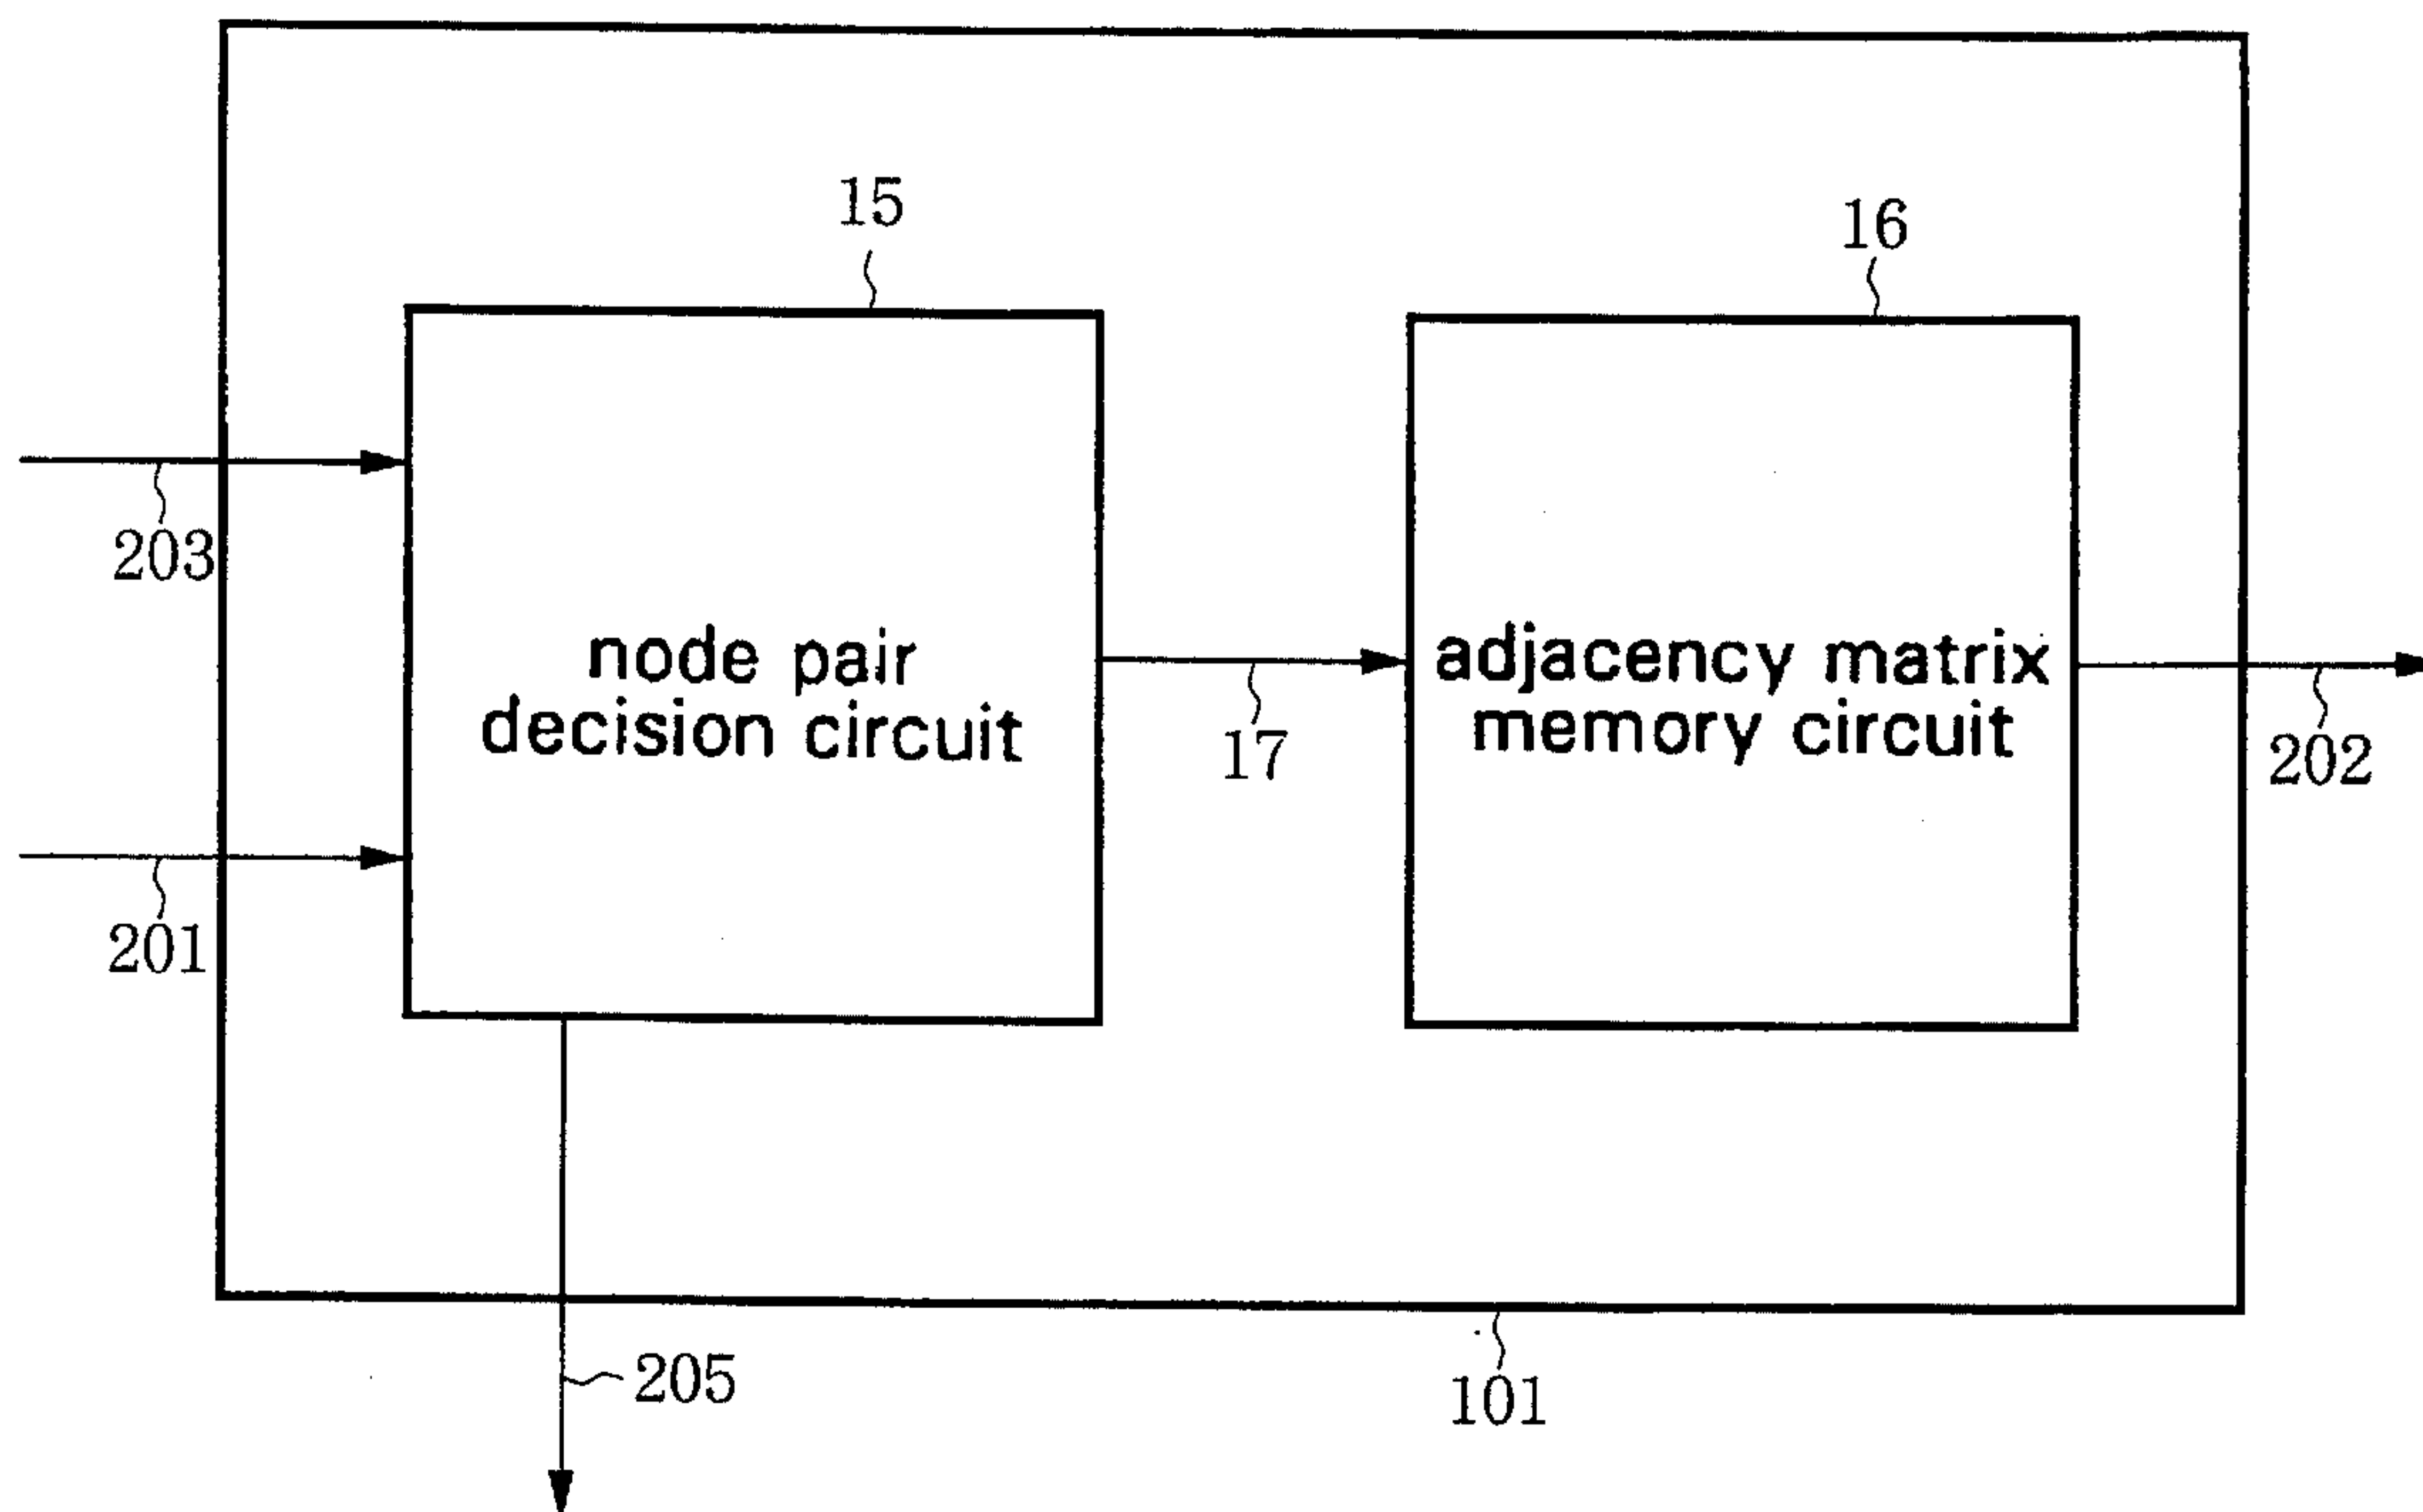 15
16
203
node pair
decision circuit
adjacency matrix
memory circuit
17
202
201
205
101